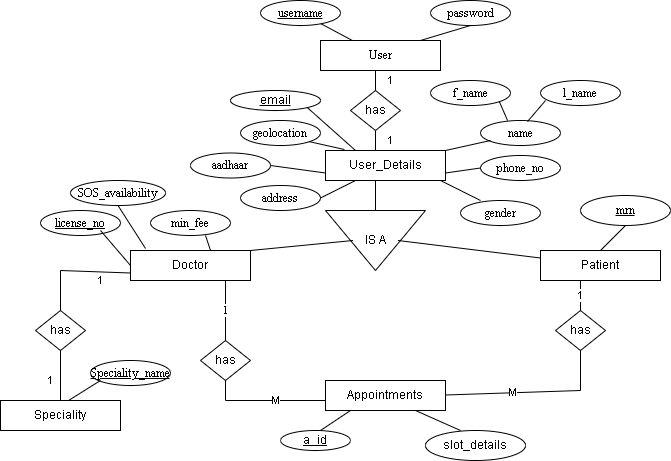 username
password
User
1
f_name
l_name
email
has
geolocation
name
1
aadhaar
User_Details
phone_no
SOS_availability
address
gender
mrn
license_no
min_fee
IS A
Doctor
Patient
1
1
1
has
has
has
1
Speciality_name
M
Appointments
M
Speciality
a_id
slot_details